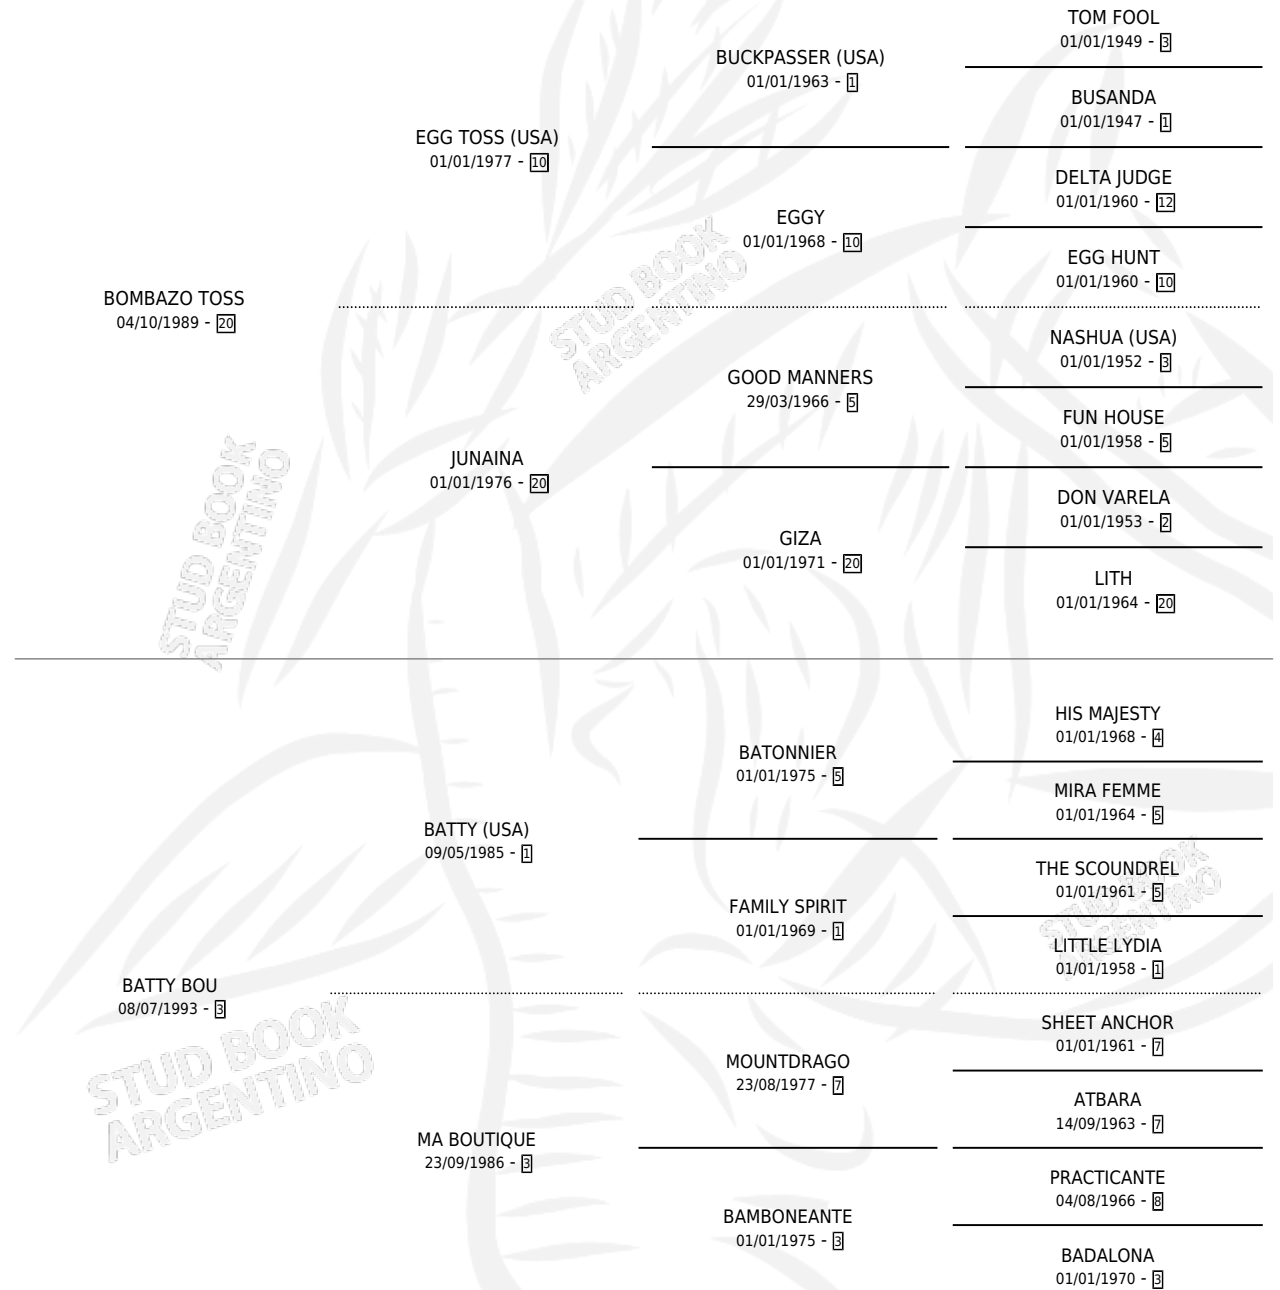 TOM FOOL
01/01/1949 - 3
BUCKPASSER (USA)
01/01/1963 - 1
BUSANDA
01/01/1947 - 1
EGG TOSS (USA)
01/01/1977 - 10
DELTA JUDGE
01/01/1960 - 12
EGGY
01/01/1968 - 10
EGG HUNT
01/01/1960 - 10
BOMBAZO TOSS
04/10/1989 - 20
NASHUA (USA)
01/01/1952 - 3
GOOD MANNERS
29/03/1966 - 5
FUN HOUSE
01/01/1958 - 5
JUNAINA
01/01/1976 - 20
DON VARELA
01/01/1953 - 2
GIZA
01/01/1971 - 20
LITH
01/01/1964 - 20
STUD BOOK
ARGENTINO
STUD BOOK
ARGENTINO
HIS MAJESTY
01/01/1968 - 4
BATONNIER
01/01/1975 - 5
MIRA FEMME
01/01/1964 - 5
BATTY (USA)
09/05/1985 - 1
THE SCOUNDREL
01/01/1961 - 5
FAMILY SPIRIT
01/01/1969 - 1
LITTLE LYDIA
01/01/1958 - 1
BATTY BOU
08/07/1993 - 3
SHEET ANCHOR
01/01/1961 - 7
MOUNTDRAGO
23/08/1977 - 7
ATBARA
14/09/1963 - 7
MA BOUTIQUE
23/09/1986 - 3
PRACTICANTE
04/08/1966 - 8
BAMBONEANTE
01/01/1975 - 3
BADALONA
01/01/1970 - 3
STUD BOOK
ARGENTINO
STUD BOOK
ARGENTINO